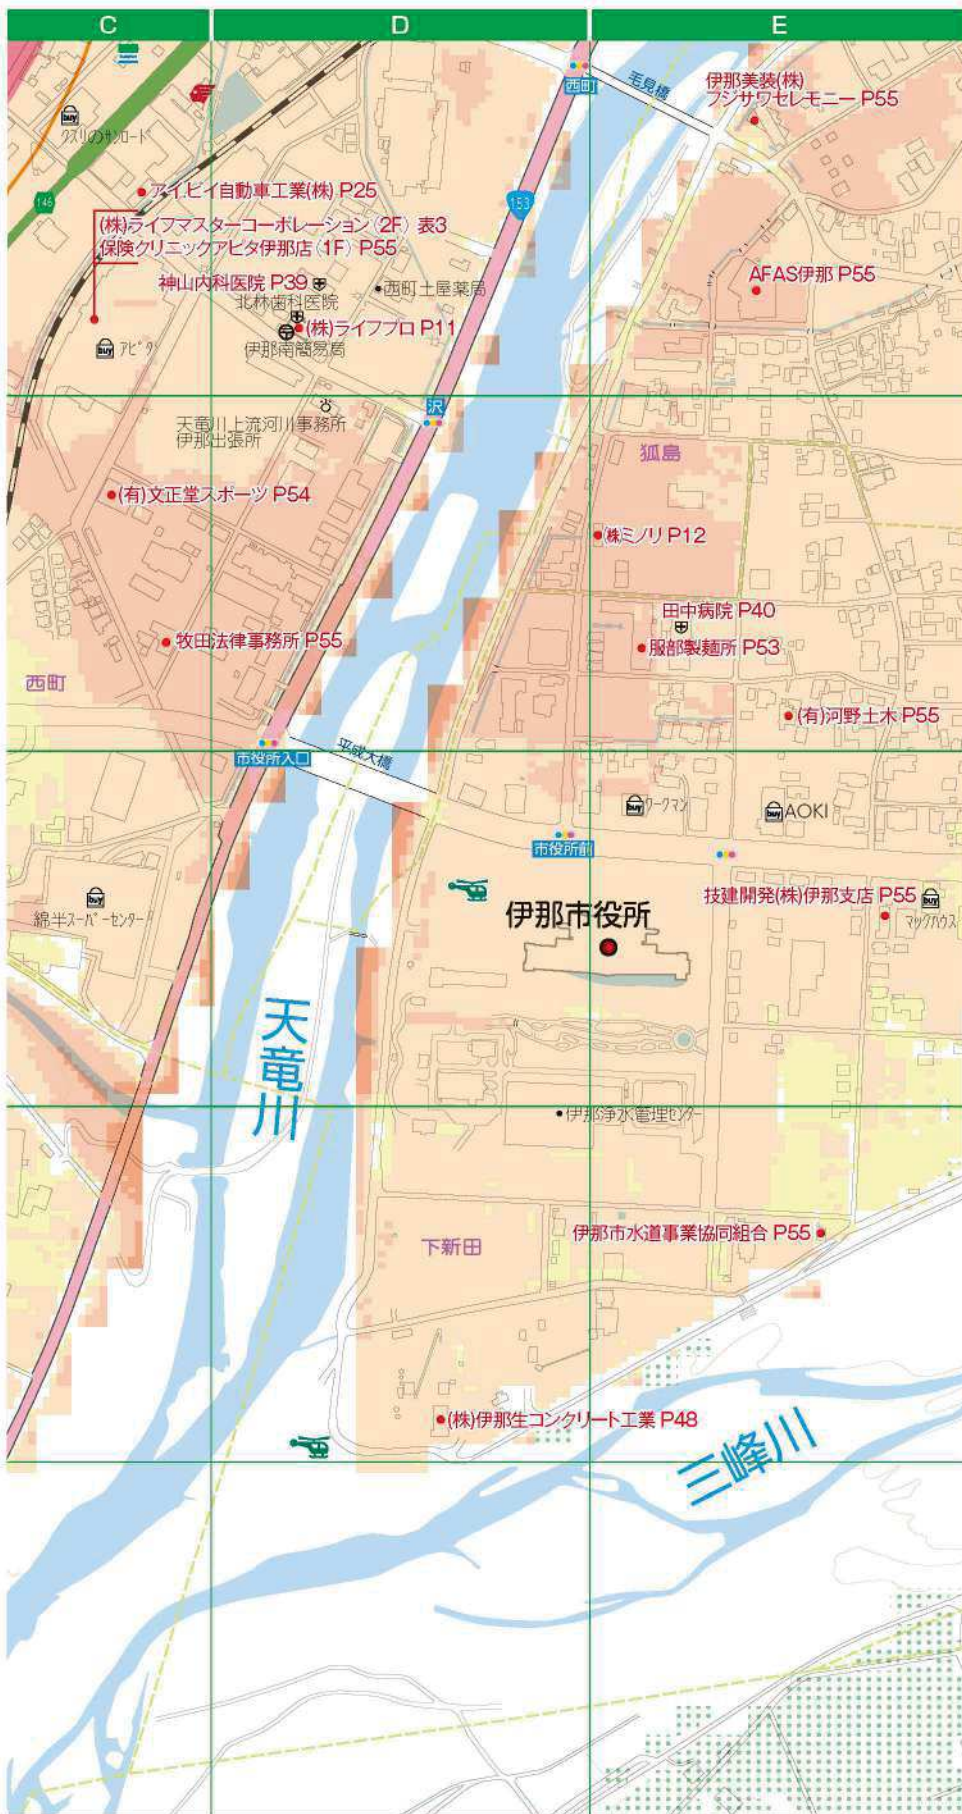 C
D
E
西町
毛見橋
伊那美装(株)
フジサワセレモニー P55
クスリのサンロード
アイ.ビイ自動車工業(株) P25
146
153
(株)ライフマスターコーポレーション (2F) 表3
保険クリニックアピタ伊那店 (1F) P55
神山内科医院 P39
西町土屋薬局
AFAS伊那 P55
北林歯科医院
(株)ライフプロ P11
伊那南簡易局
buy アピタ
沢
天竜川上流河川事務所
伊那出張所
狐島
(有)文正堂スポーツ P54
(株)ミノリ P12
田中病院 P40
牧田法律事務所 P55
服部製麺所 P53
西町
(有)河野土木 P55
市役所入口
平成大橋
buy ワークマン
buy AOKI
市役所前
技建開発(株)伊那支店 P55
buy
綿半スーパーセンター
伊那市役所
buy
マックハウス
天竜川
伊那浄水管理センター
下新田
伊那市水道事業協同組合 P55
(株)伊那生コンクリート工業 P48
三峰川